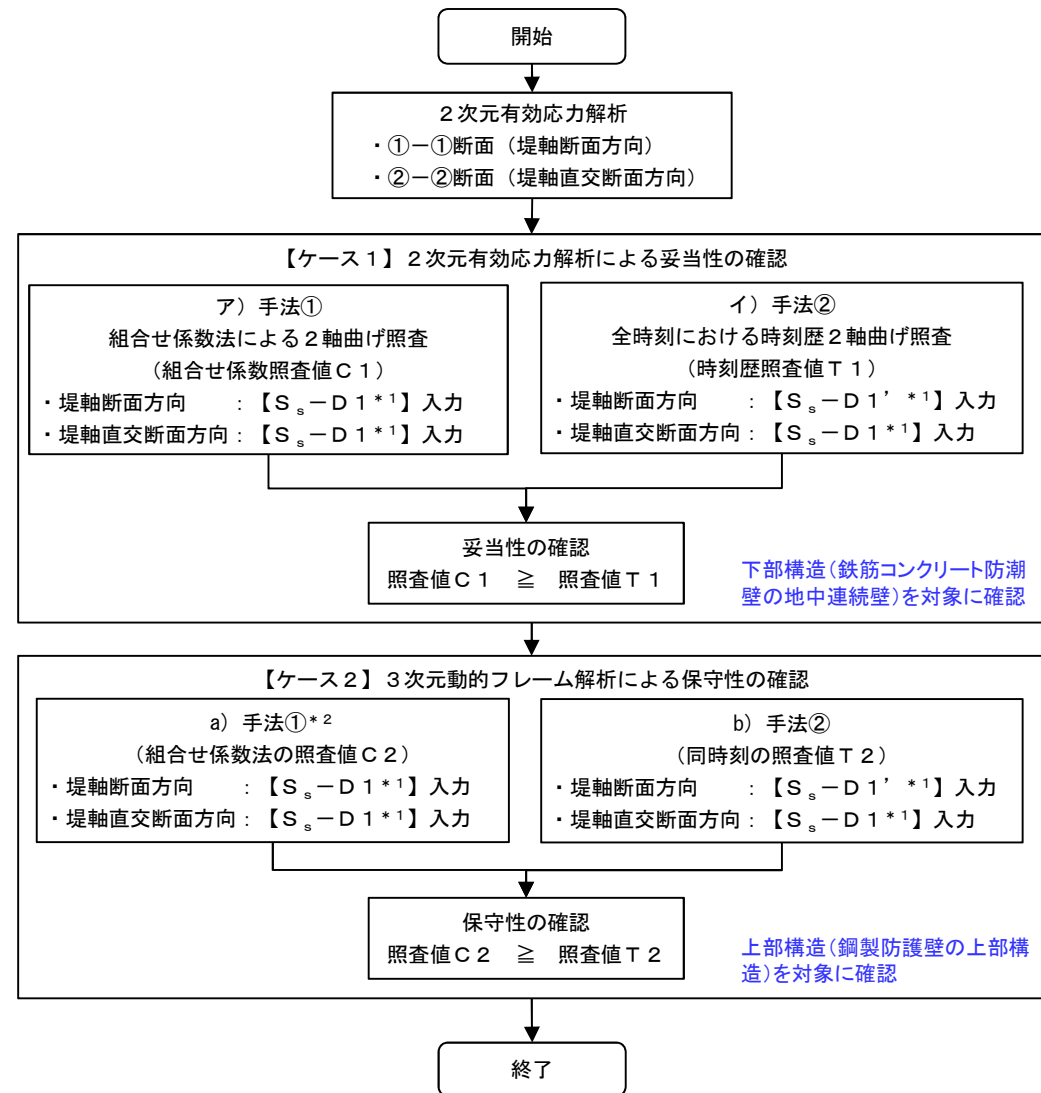 開始
２次元有効応力解析
・①－①断面（堤軸断面方向）
・②－②断面（堤軸直交断面方向）
【ケース１】２次元有効応力解析による妥当性の確認
ア）手法①
組合せ係数法による２軸曲げ照査
（組合せ係数照査値Ｃ１）
・堤軸断面方向　　：【Ｓｓ－Ｄ１*1】入力
・堤軸直交断面方向：【Ｓｓ－Ｄ１*1】入力
イ）手法②
全時刻における時刻歴２軸曲げ照査
（時刻歴照査値Ｔ１）
・堤軸断面方向　　：【Ｓｓ－Ｄ１’*1】入力
・堤軸直交断面方向：【Ｓｓ－Ｄ１*1】入力
妥当性の確認
照査値Ｃ１　≧　照査値Ｔ１
下部構造（鉄筋コンクリート防潮
壁の地中連続壁）を対象に確認
【ケース２】３次元動的フレーム解析による保守性の確認
a）手法①*2
（組合せ係数法の照査値Ｃ２）
・堤軸断面方向　　：【Ｓｓ－Ｄ１*1】入力
・堤軸直交断面方向：【Ｓｓ－Ｄ１*1】入力
b）手法②
（同時刻の照査値Ｔ２）
・堤軸断面方向　　：【Ｓｓ－Ｄ１’*1】入力
・堤軸直交断面方向：【Ｓｓ－Ｄ１*1】入力
保守性の確認
照査値Ｃ２　≧　照査値Ｔ２
上部構造（鋼製防護壁の上部構
造）を対象に確認
終了